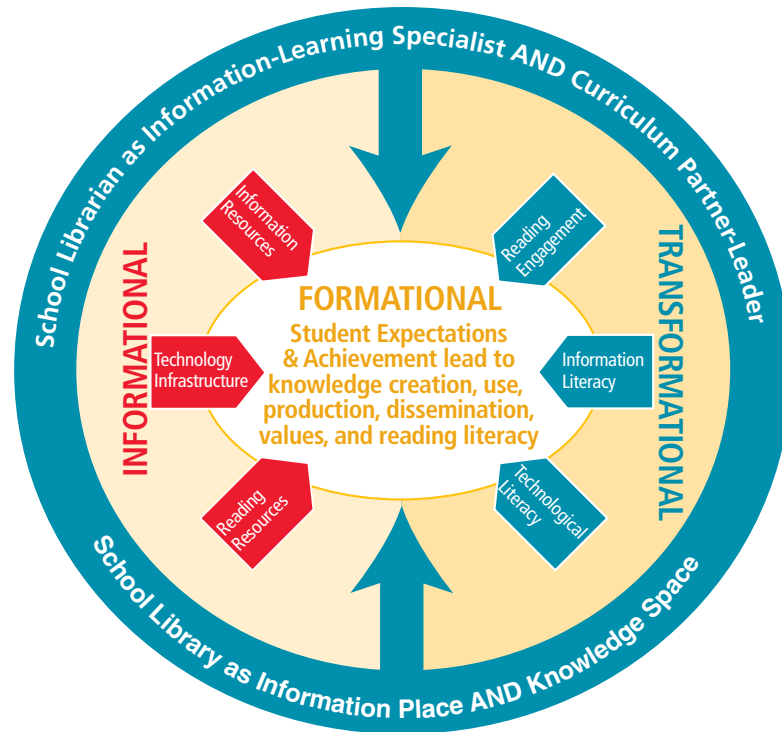 School Librarian as Information-Learning Specialist AND Curriculum Partner-Leader
INFORMATIONAL
Information
Resources
Technology
Infrastructure
Reading
Resources
FORMATIONAL
Student Expectations
& Achievement lead to
knowledge creation, use,
production, dissemination,
values, and reading literacy
Reading
Engagement
Information
Literacy
Technological
Literacy
TRANSFORMATIONAL
School Library as Information Place AND Knowledge Space